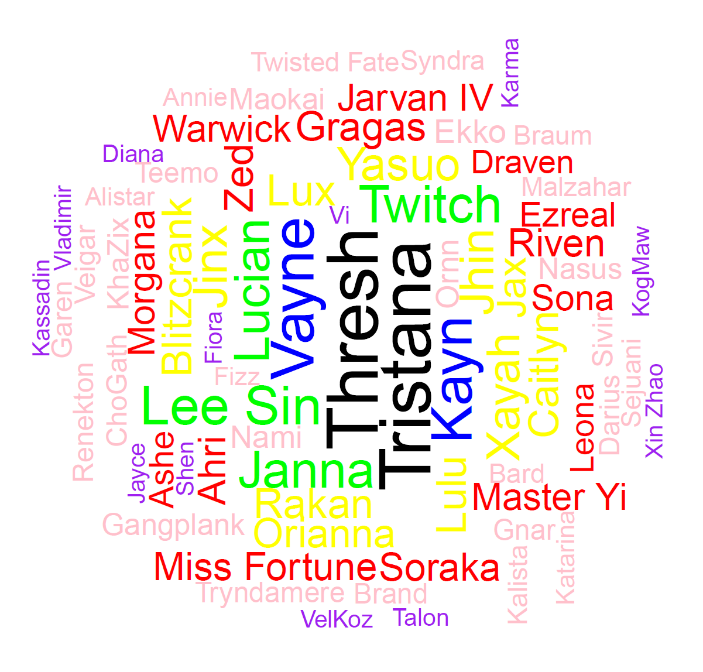 Karma
Twisted Fate
Syndra
Annie
Maokai
Jarvan IV
Warwick
Gragas
Ekko
Braum
Diana
Teemo
Zed
Yasuo
Draven
Alistar
Lux
Vi
Twitch
Malzahar
Ezreal
Riven
Kassadin
Vladimir
Garen
Veigar
KhaZix
Morgana
Blitzcrank
Jinx
Lucian
Vayne
Thresh
Tristana
Ornn
Jhin
Jax
Nasus
Sona
KogMaw
Fiora
Fizz
Kayn
Xayah
Caitlyn
Darius
Sivir
Sejuani
Xin Zhao
Renekton
ChoGath
Lee Sin
Nami
Leona
Jayce
Ashe
Shen
Ahri
Janna
Lulu
Bard
Master Yi
Rakan
Orianna
Gangplank
Gnar
Kalista
Katarina
Miss Fortune
Soraka
Tryndamere
Brand
VelKoz
Talon